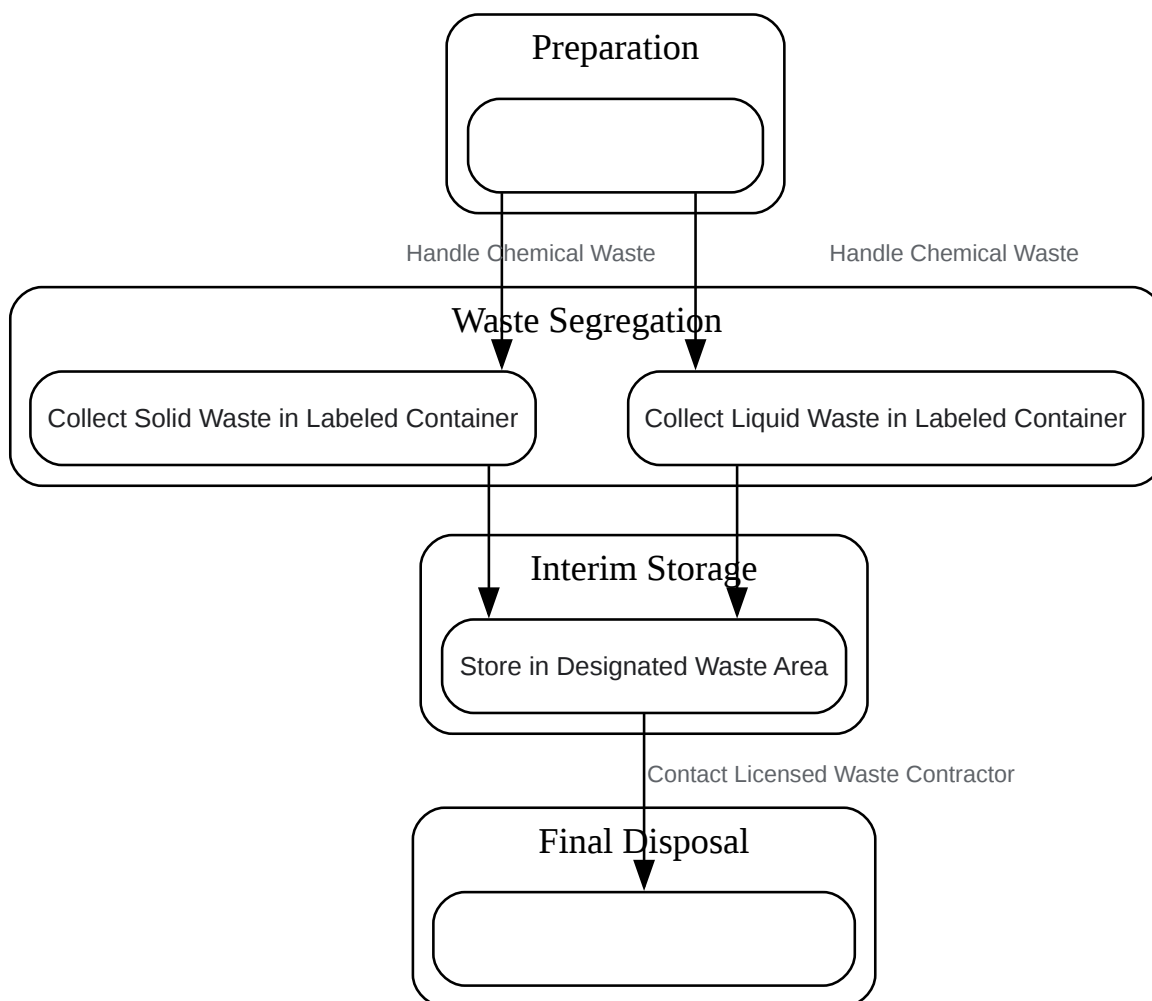 Preparation
Handle Chemical Waste
Handle Chemical Waste
Waste Segregation
Collect Solid Waste in Labeled Container
Collect Liquid Waste in Labeled Container
Interim Storage
Store in Designated Waste Area
Contact Licensed Waste Contractor
Final Disposal